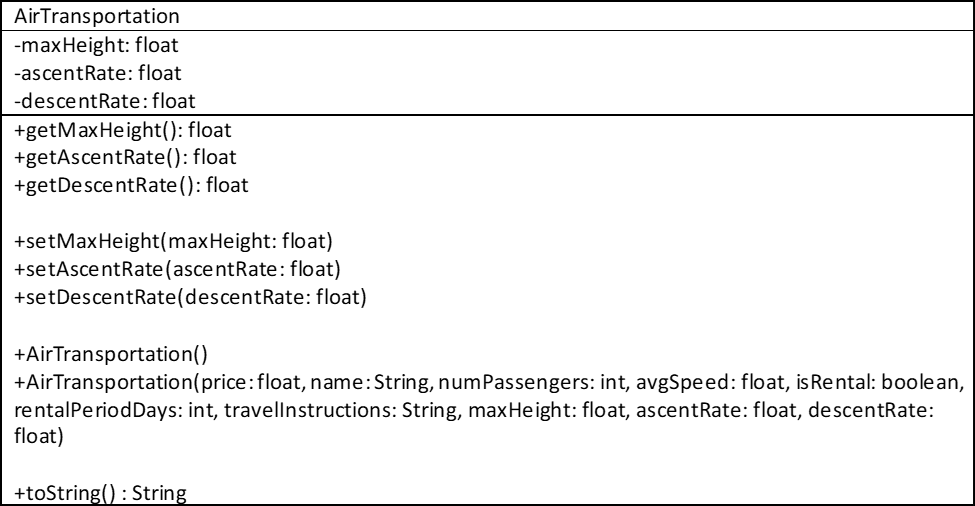 AirTransportation
-maxHeight: float
-ascentRate: float
-descentRate: float
+getMaxHeight(): float
+getAscentRate(): float
+getDescentRate(): float
+setMaxHeight(maxHeight: float)
+setAscentRate(ascentRate: float)
+setDescentRate(descentRate: float)
+AirTransportation()
+AirTransportation(price: float, name: String, numPassengers: int, avgSpeed: float, isRental: boolean,
rentalPeriodDays: int, travelInstructions: String, maxHeight: float, ascentRate: float, descentRate:
float)
+toString() : String